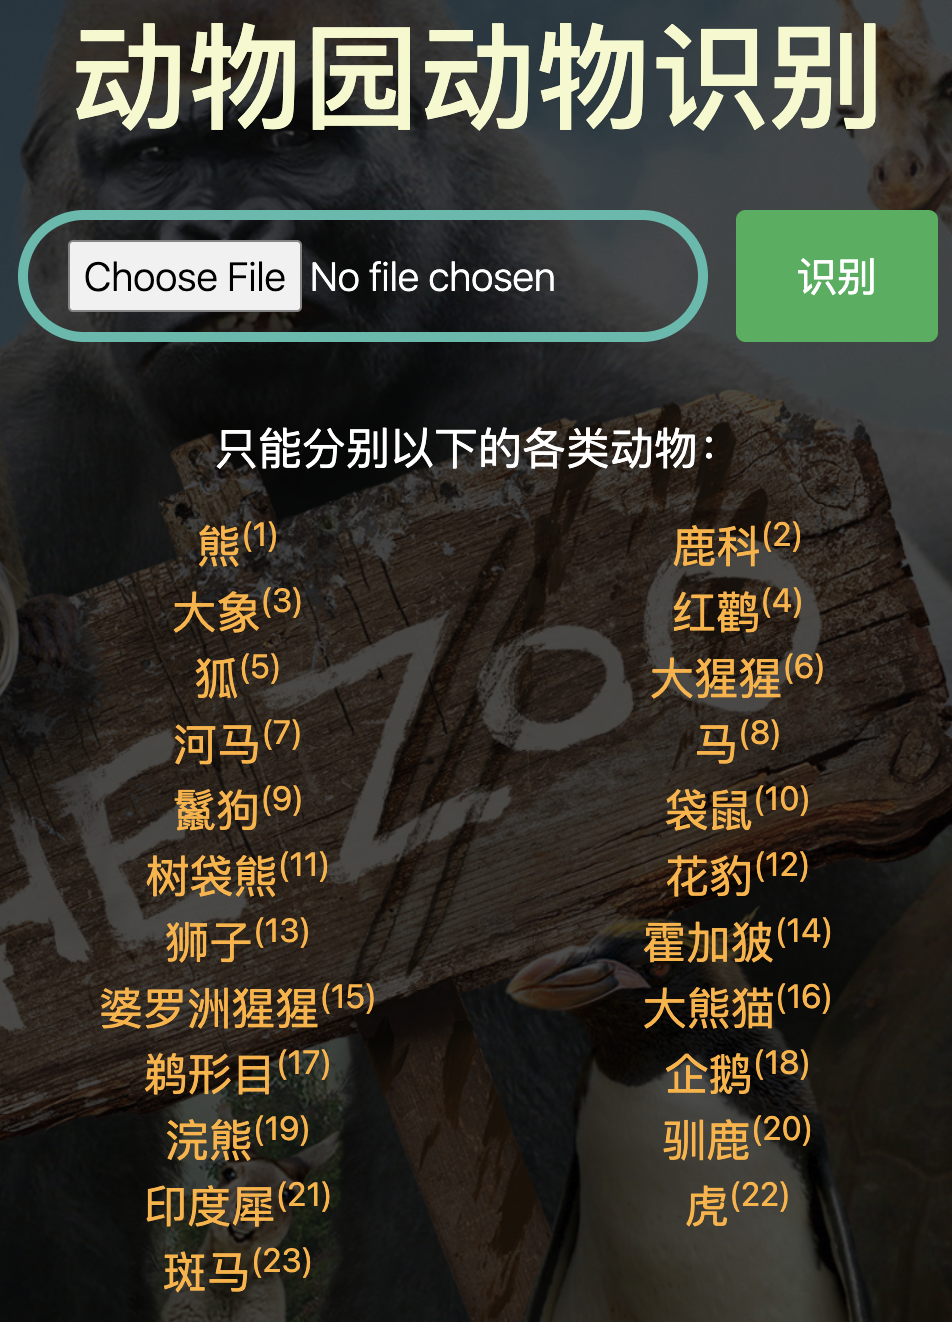 动物园动物识别
Choose File No file chosen 识别
只能分别以下的各类动物：
熊(1) 鹿科(2)
大象(3) 红鹳(4)
狐(5) 大猩猩(6)
河马(7) 马(8)
鬣狗(9) 袋鼠(10)
树袋熊(11) 花豹(12)
狮子(13) 霍加狓(14)
婆罗洲猩猩(15) 大熊猫(16)
鹈形目(17) 企鹅(18)
浣熊(19) 驯鹿(20)
印度犀(21) 虎(22)
斑马(23)
HE ZOO